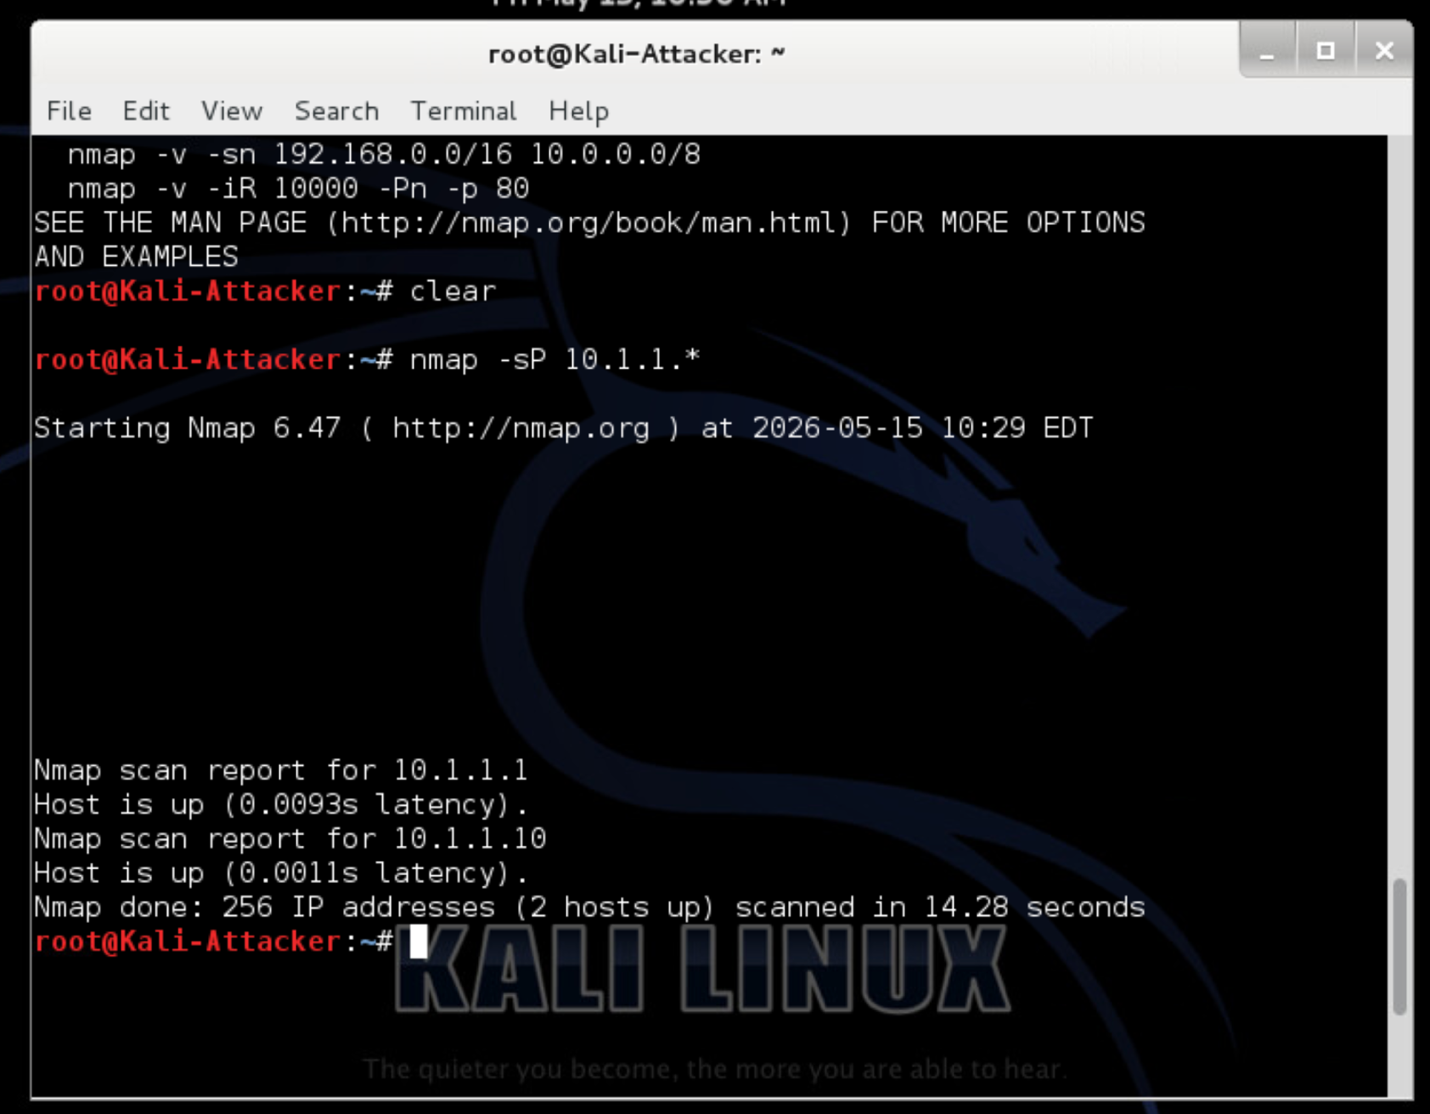 root@Kali-Attacker: ~
File Edit View Search Terminal Help
nmap -v -sn 192.168.0.0/16 10.0.0.0/8
nmap -v -iR 10000 -Pn -p 80
SEE THE MAN PAGE (http://nmap.org/book/man.html) FOR MORE OPTIONS
AND EXAMPLES
root@Kali-Attacker:~# clear
root@Kali-Attacker:~# nmap -sP 10.1.1.*
Starting Nmap 6.47 ( http://nmap.org ) at 2026-05-15 10:29 EDT
Nmap scan report for 10.1.1.1
Host is up (0.0093s latency).
Nmap scan report for 10.1.1.10
Host is up (0.0011s latency).
Nmap done: 256 IP addresses (2 hosts up) scanned in 14.28 seconds
root@Kali-Attacker:~#
KALI LINUX
The quieter you become, the more you are able to hear.